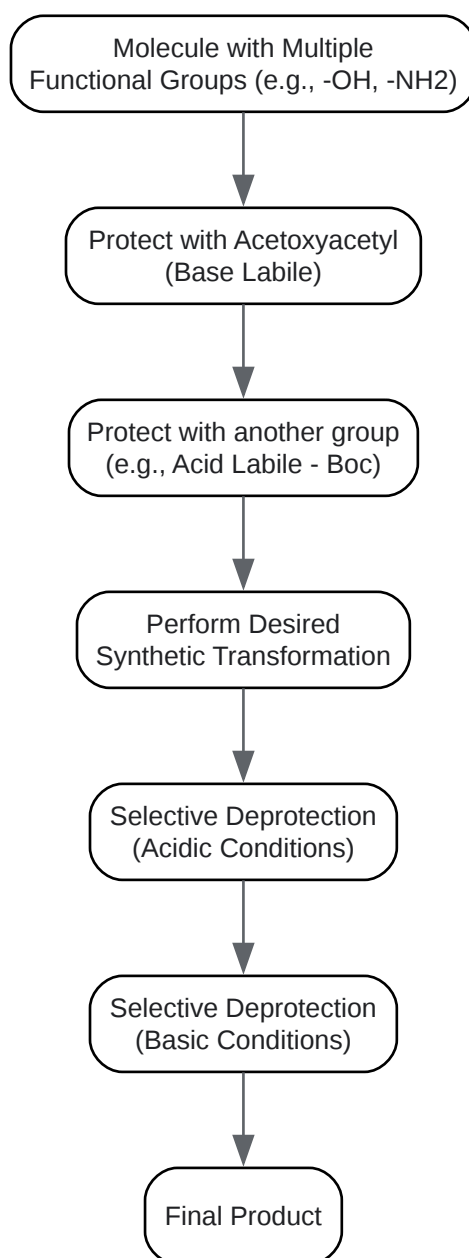 Molecule with Multiple
Functional Groups (e.g., -OH, -NH2)
Protect with Acetoxyacetyl
(Base Labile)
Protect with another group
(e.g., Acid Labile - Boc)
Perform Desired
Synthetic Transformation
Selective Deprotection
(Acidic Conditions)
Selective Deprotection
(Basic Conditions)
Final Product